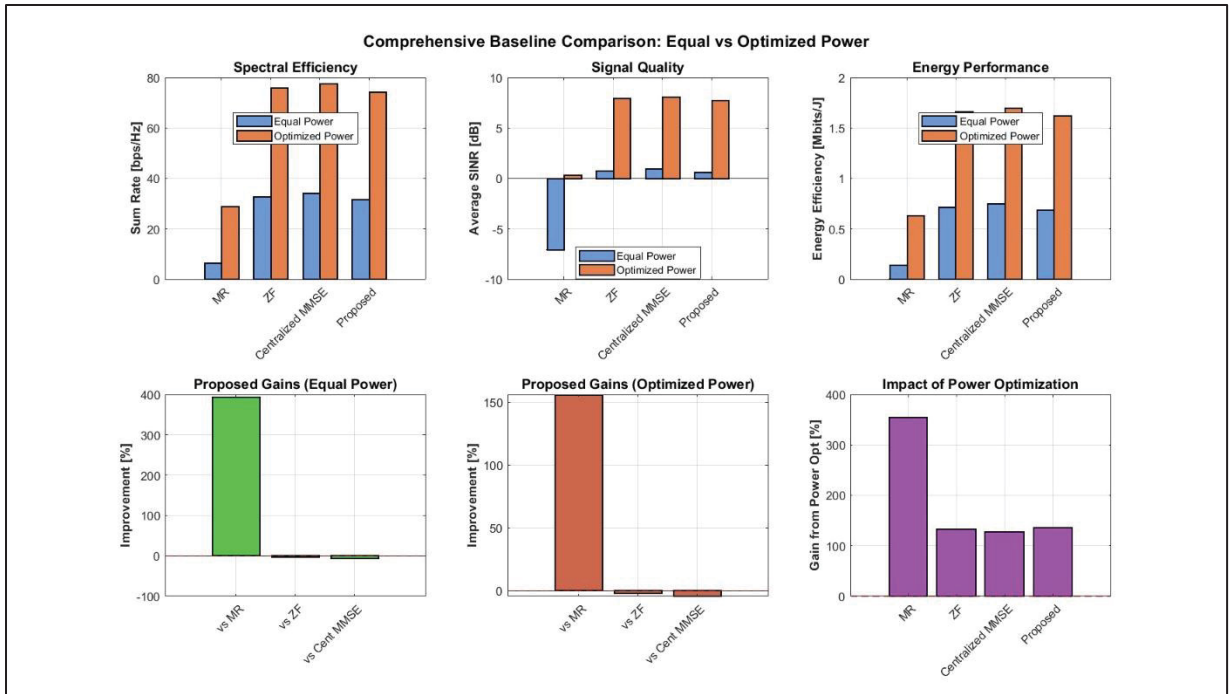 Comprehensive Baseline Comparison: Equal vs Optimized Power
Spectral Efficiency
80
60
40
20
0
Sum Rate [bps/Hz]
Equal Power
Optimized Power
MR
ZF
Centralized MMSE
Proposed
Signal Quality
10
5
0
-5
-10
Average SINR [dB]
Equal Power
Optimized Power
MR
ZF
Centralized MMSE
Proposed
Energy Performance
2
1.5
1
0.5
0
Energy Efficiency [Mbits/J]
Equal Power
Optimized Power
MR
ZF
Centralized MMSE
Proposed
Proposed Gains (Equal Power)
400
300
200
100
0
-100
Improvement [%]
vs MR
vs ZF
vs Cent MMSE
Proposed Gains (Optimized Power)
150
100
50
0
Improvement [%]
vs MR
vs ZF
vs Cent MMSE
Impact of Power Optimization
400
300
200
100
0
Gain from Power Opt [%]
MR
ZF
Centralized MMSE
Proposed